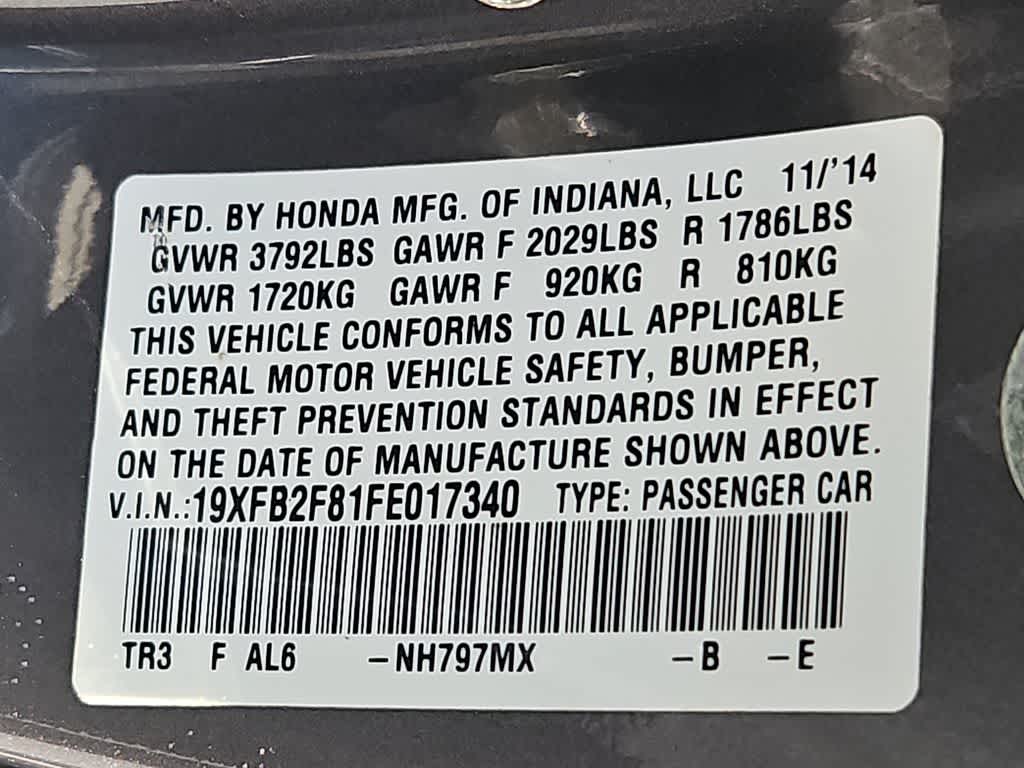 MFD. BY HONDA MFG. OF INDIANA, LLC 11/'14
GVWR 3792LBS GAWR F 2029LBS R 1786LBS
GVWR 1720KG GAWR F 920KG R 810KG
THIS VEHICLE CONFORMS TO ALL APPLICABLE
FEDERAL MOTOR VEHICLE SAFETY, BUMPER,
AND THEFT PREVENTION STANDARDS IN EFFECT
ON THE DATE OF MANUFACTURE SHOWN ABOVE.
V.I.N.:19XFB2F81FE017340 TYPE: PASSENGER CAR
TR3 F AL6 -NH797MX -B -E